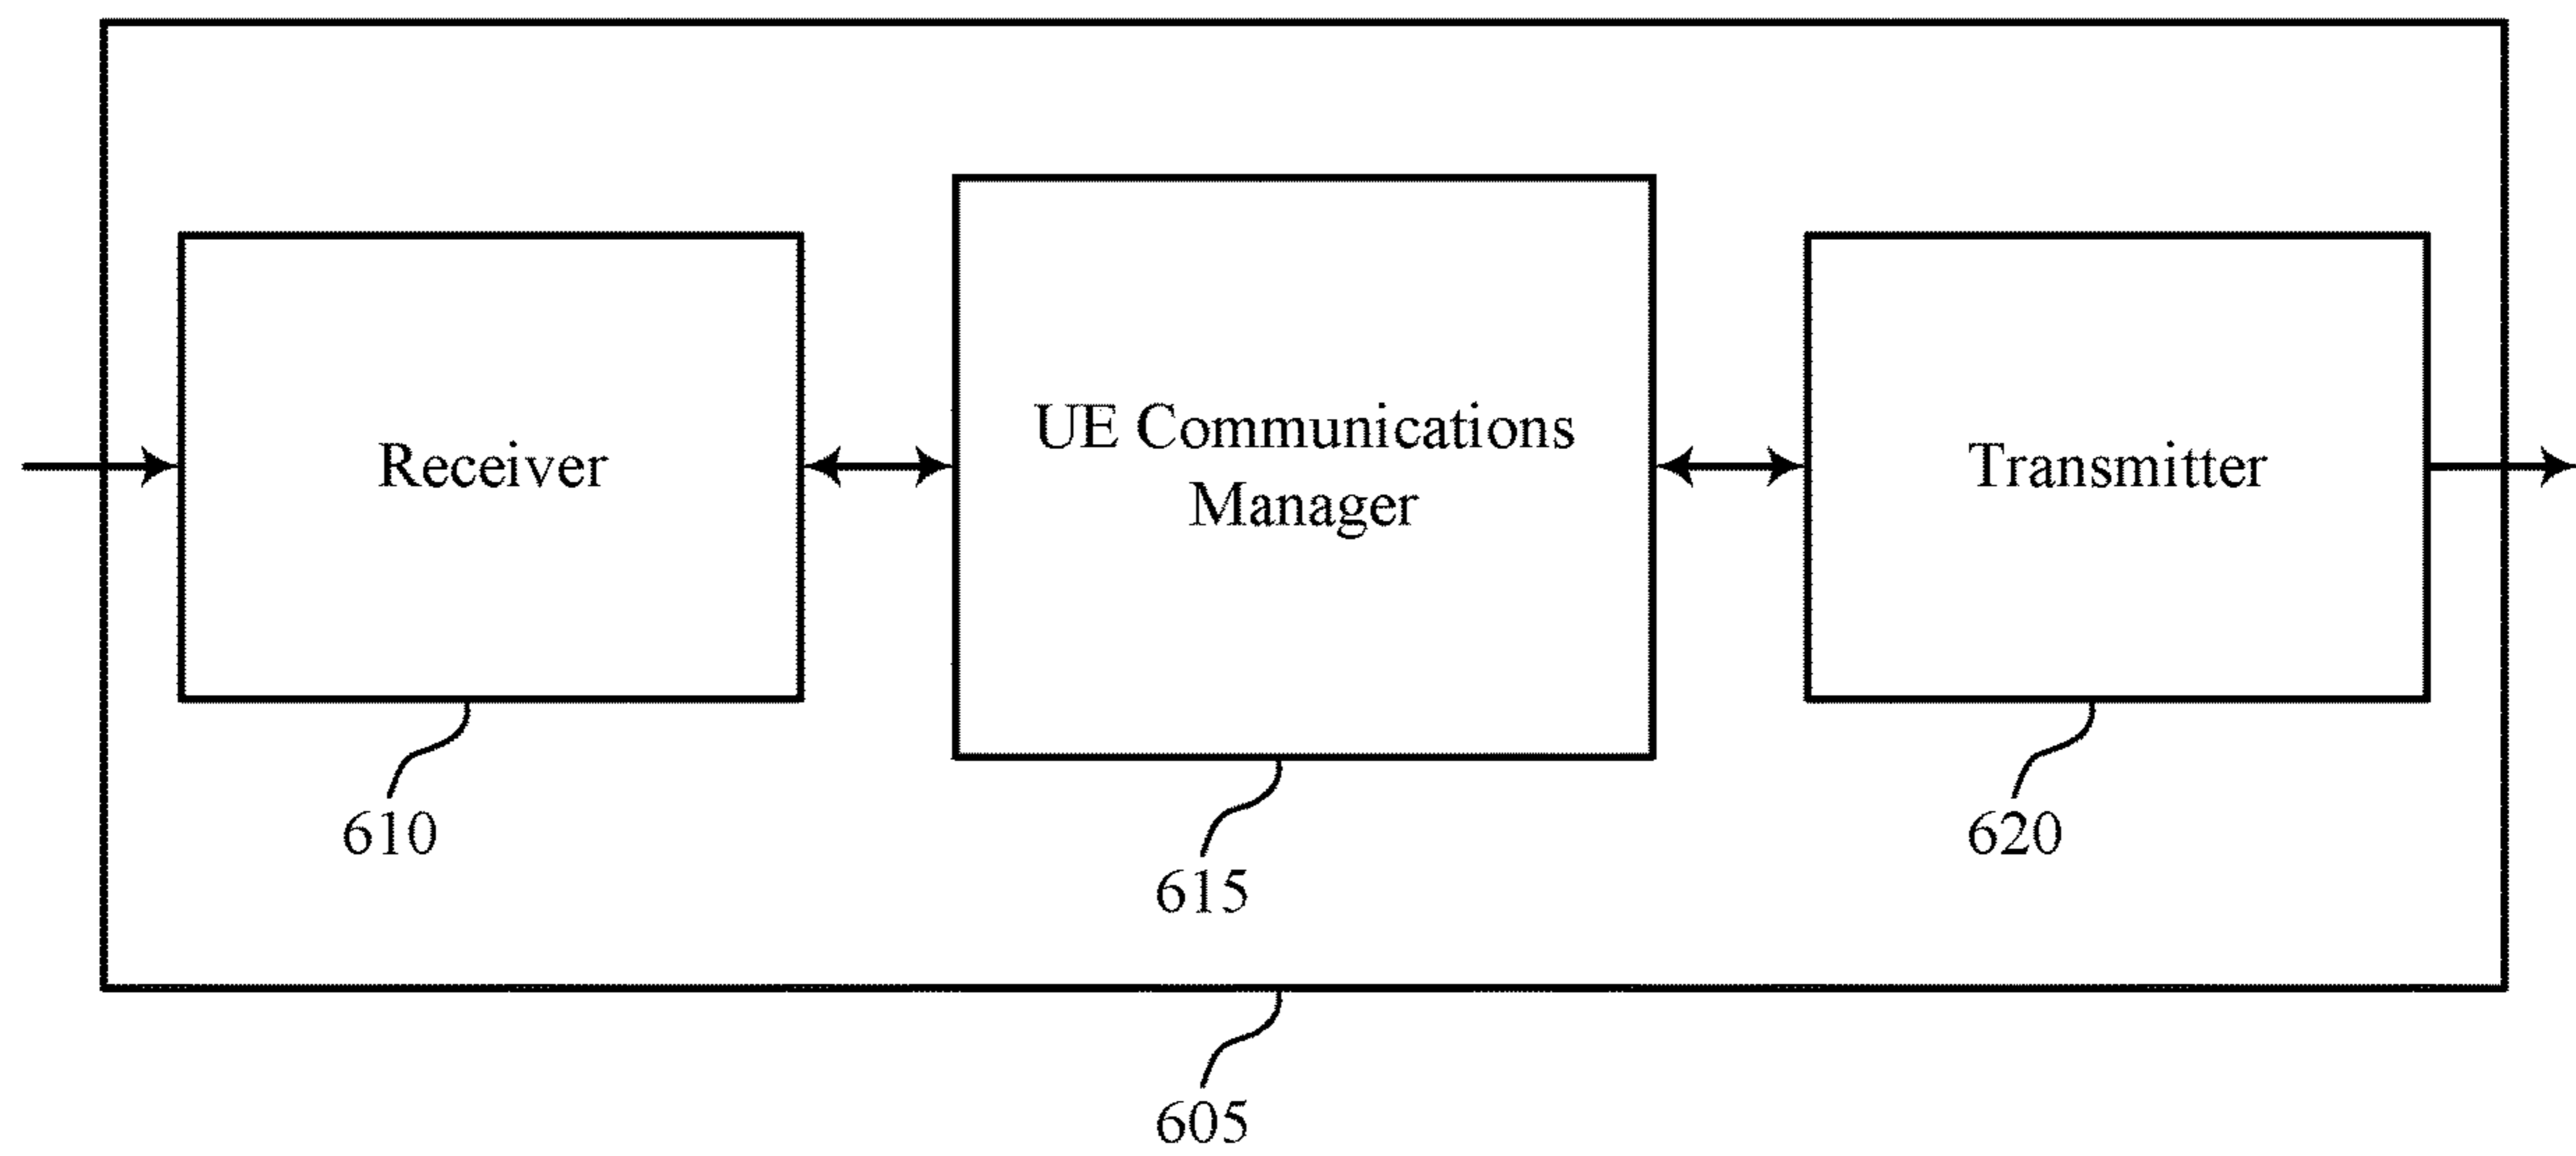 Receiver
UE Communications
Manager
Transmitter
610
615
620
605